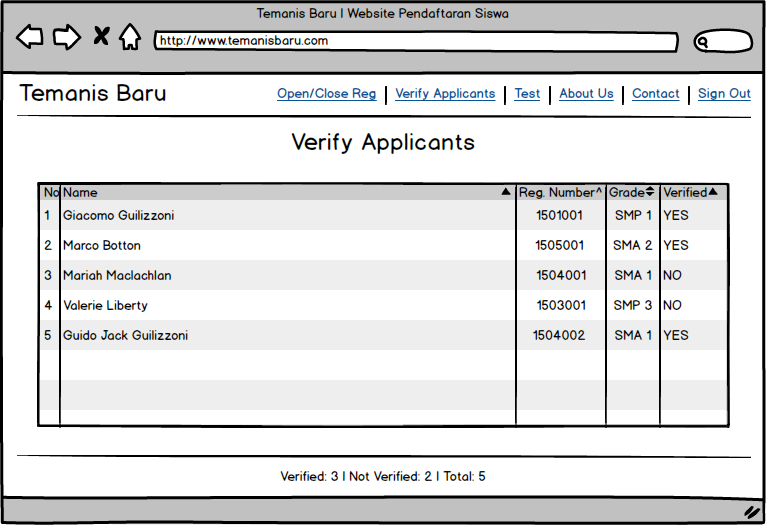 Temanis Baru | Website Pendaftaran Siswa
http://www.temanisbaru.com
Temanis Baru Open/Close Reg | Verify Applicants | Test | About Us | Contact | Sign Out
Verify Applicants
No Name ▲ Reg. Number^ Grade Verified▲
1 Giacomo Guilizzoni 1501001 SMP 1 YES
2 Marco Botton 1505001 SMA 2 YES
3 Mariah Maclachlan 1504001 SMA 1 NO
4 Valerie Liberty 1503001 SMP 3 NO
5 Guido Jack Guilizzoni 1504002 SMA 1 YES
Verified: 3 | Not Verified: 2 | Total: 5